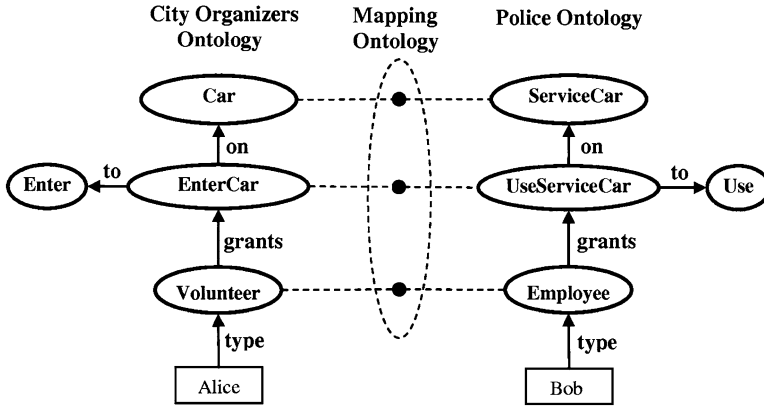 City Organizers Ontology
Mapping Ontology
Police Ontology
Car
ServiceCar
on
on
Enter
to
EnterCar
UseServiceCar
to
Use
grants
grants
Volunteer
Employee
type
type
Alice
Bob